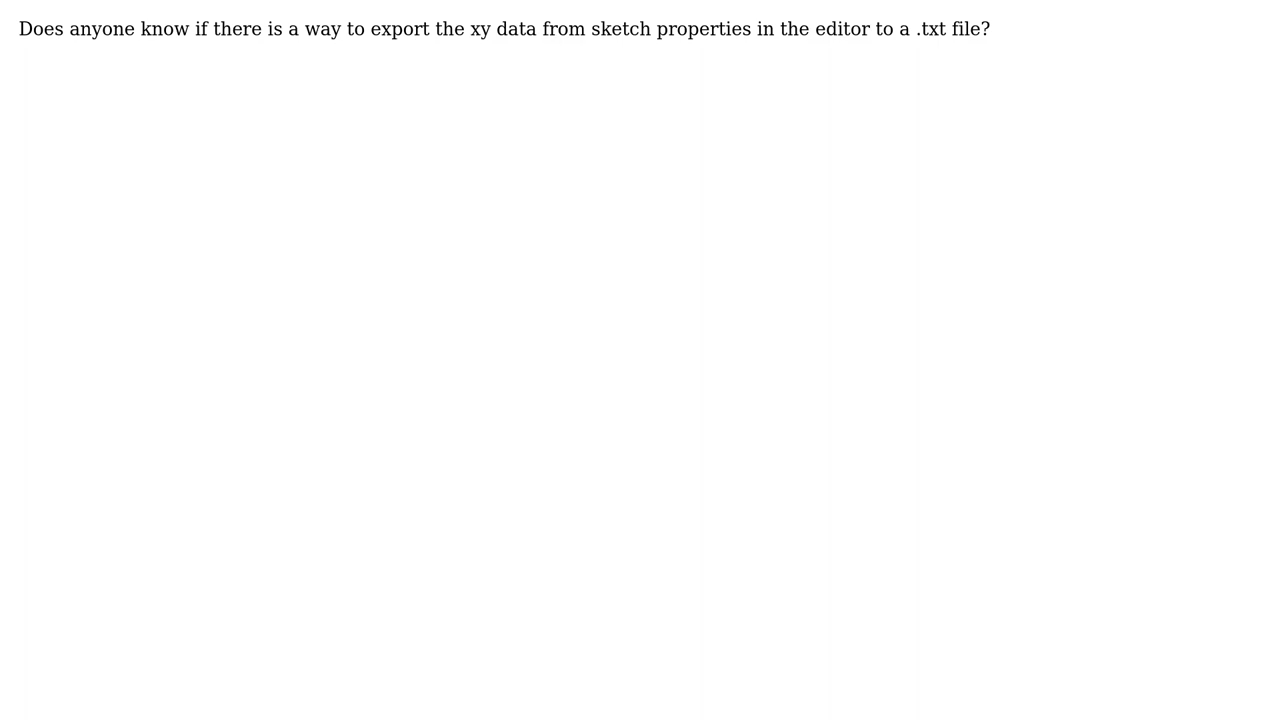 Does anyone know if there is a way to export the xy data from sketch properties in the editor to a .txt file?